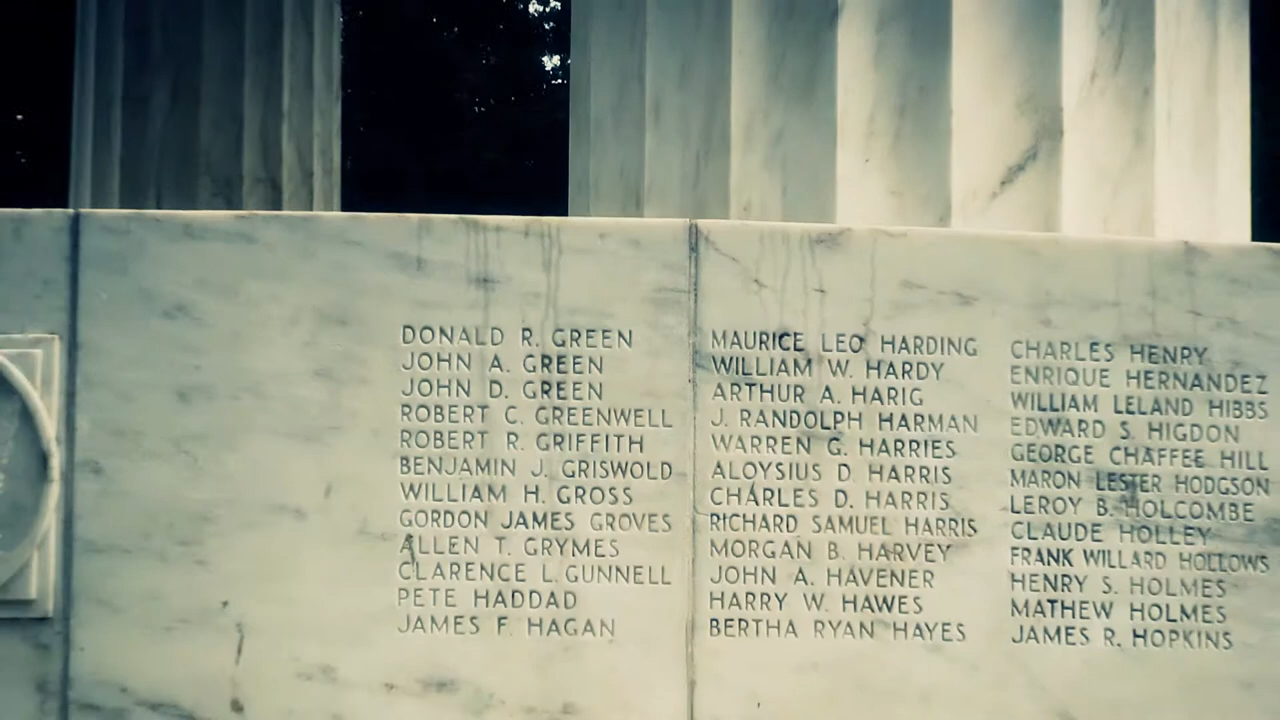 DONALD R. GREEN
JOHN A. GREEN
JOHN D. GREEN
ROBERT C. GREENWELL
ROBERT R. GRIFFITH
BENJAMIN J. GRISWOLD
WILLIAM H. GROSS
GORDON JAMES GROVES
ALLEN T. GRYMES
CLARENCE L. GUNNELL
PETE HADDAD
JAMES F. HAGAN
MAURICE LEO HARDING
WILLIAM W. HARDY
ARTHUR A. HARIG
J. RANDOLPH HARMAN
WARREN G. HARRIES
ALOYSIUS D. HARRIS
CHARLES D. HARRIS
RICHARD SAMUEL HARRIS
MORGAN B. HARVEY
JOHN A. HAVENER
HARRY W. HAWES
BERTHA RYAN HAYES
CHARLES HENRY
ENRIQUE HERNANDEZ
WILLIAM LELAND HIBBS
EDWARD S. HIGDON
GEORGE CHAFFEE HILL
MARON LESTER HODGSON
LEROY B. HOLCOMBE
CLAUDE HOLLEY
FRANK WILLARD HOLLOWS
HENRY S. HOLMES
MATHEW HOLMES
JAMES R. HOPKINS